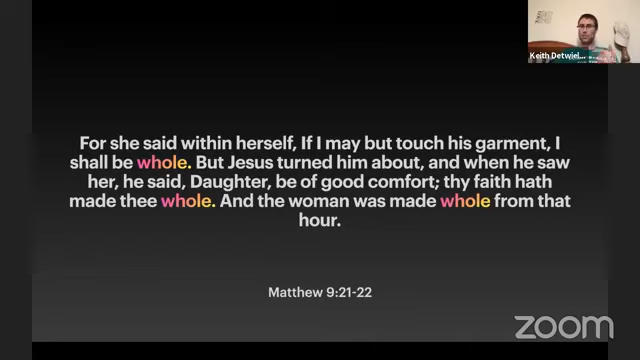 Keith Detwiel...
For she said within herself, If I may but touch his garment, I
shall be whole. But Jesus turned him about, and when he saw
her, he said, Daughter, be of good comfort; thy faith hath
made thee whole. And the woman was made whole from that
hour.
Matthew 9:21-22
zoom